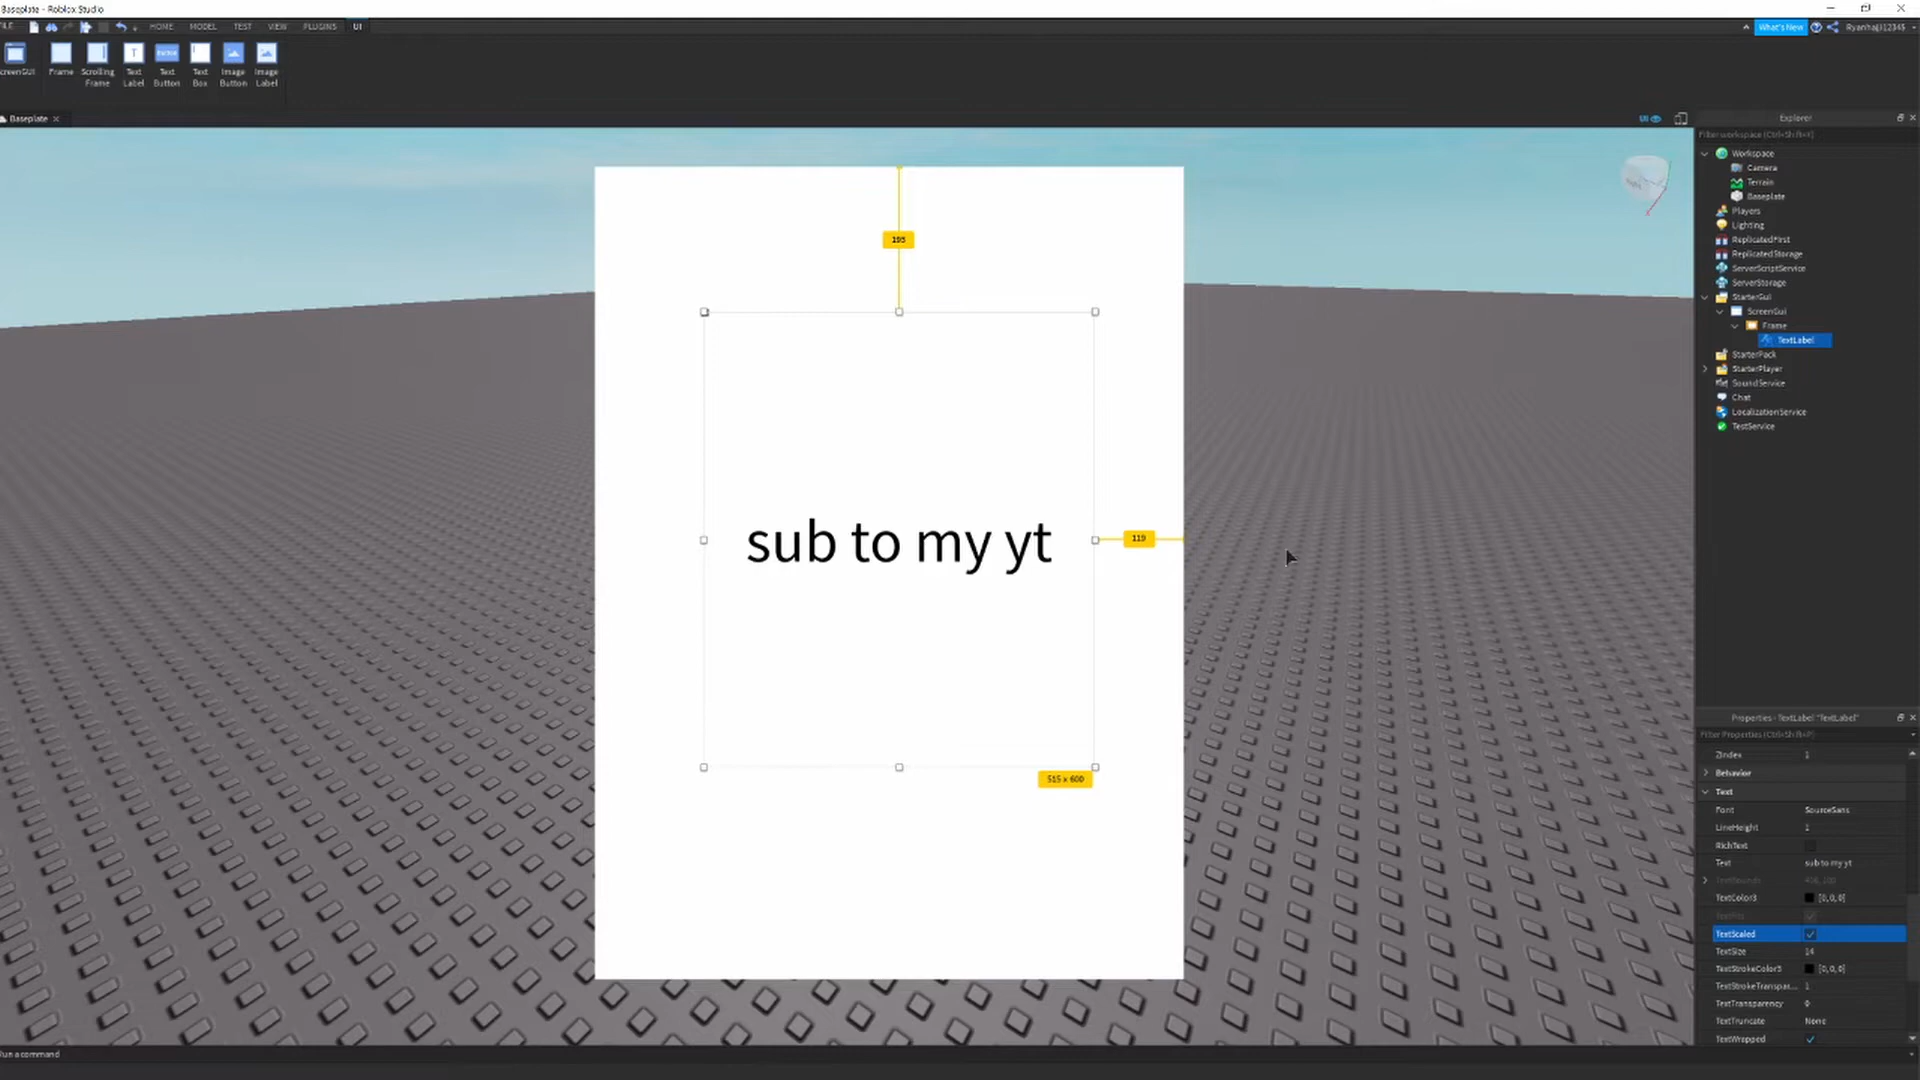 Baseplate - Roblox Studio
HOME MODEL TEST VIEW PLUGINS UI
What's New
Frame
Scrolling Frame
Text Label
Text Button
Text Box
Image Button
Image Label
Baseplate
UI
Explorer
Filter workspace (Ctrl+Shift+X)
Workspace
Camera
Terrain
Baseplate
Players
Lighting
ReplicatedFirst
ReplicatedStorage
ServerScriptService
ServerStorage
StarterGui
ScreenGui
Frame
TextLabel
StarterPack
StarterPlayer
SoundService
Chat
LocalizationService
TestService
195
sub to my yt
119
515 x 600
Properties - TextLabel "TextLabel"
Filter Properties (Ctrl+Shift+P)
ZIndex 1
Behavior
Text
Font SourceSans
LineHeight 1
RichText
Text sub to my yt
TextBounds
TextColor3 [0,0,0]
TextFits
TextScaled
TextSize 14
TextStrokeColor3 [0,0,0]
TextStrokeTranspar... 1
TextTransparency 0
TextTruncate None
TextWrapped
Run a command